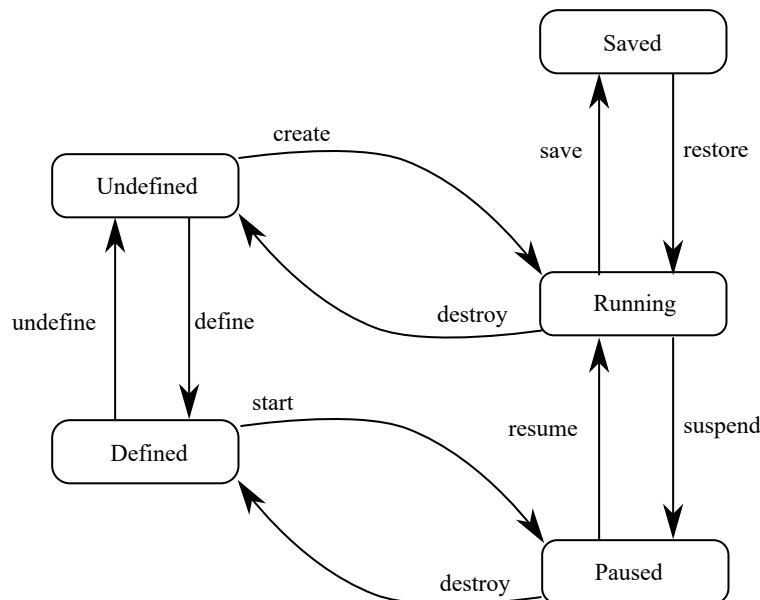 Saved
create
save
restore
Undefined
Running
destroy
undefine
define
start
resume
suspend
Defined
Paused
destroy